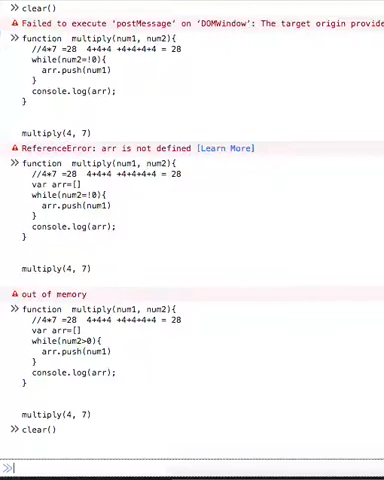 clear()
Failed to execute 'postMessage' on 'DOMWindow': The target origin provide
function  multiply(num1, num2){
//4*7 =28  4+4+4 +4+4+4+4 = 28
while(num2=!0){
arr.push(num1)
}
console.log(arr);
}
multiply(4, 7)
ReferenceError: arr is not defined [Learn More]
function  multiply(num1, num2){
//4*7 =28  4+4+4 +4+4+4+4 = 28
var arr=[]
while(num2=!0){
arr.push(num1)
}
console.log(arr);
}
multiply(4, 7)
out of memory
function  multiply(num1, num2){
//4*7 =28  4+4+4 +4+4+4+4 = 28
var arr=[]
while(num2>0){
arr.push(num1)
}
console.log(arr);
}
multiply(4, 7)
clear()